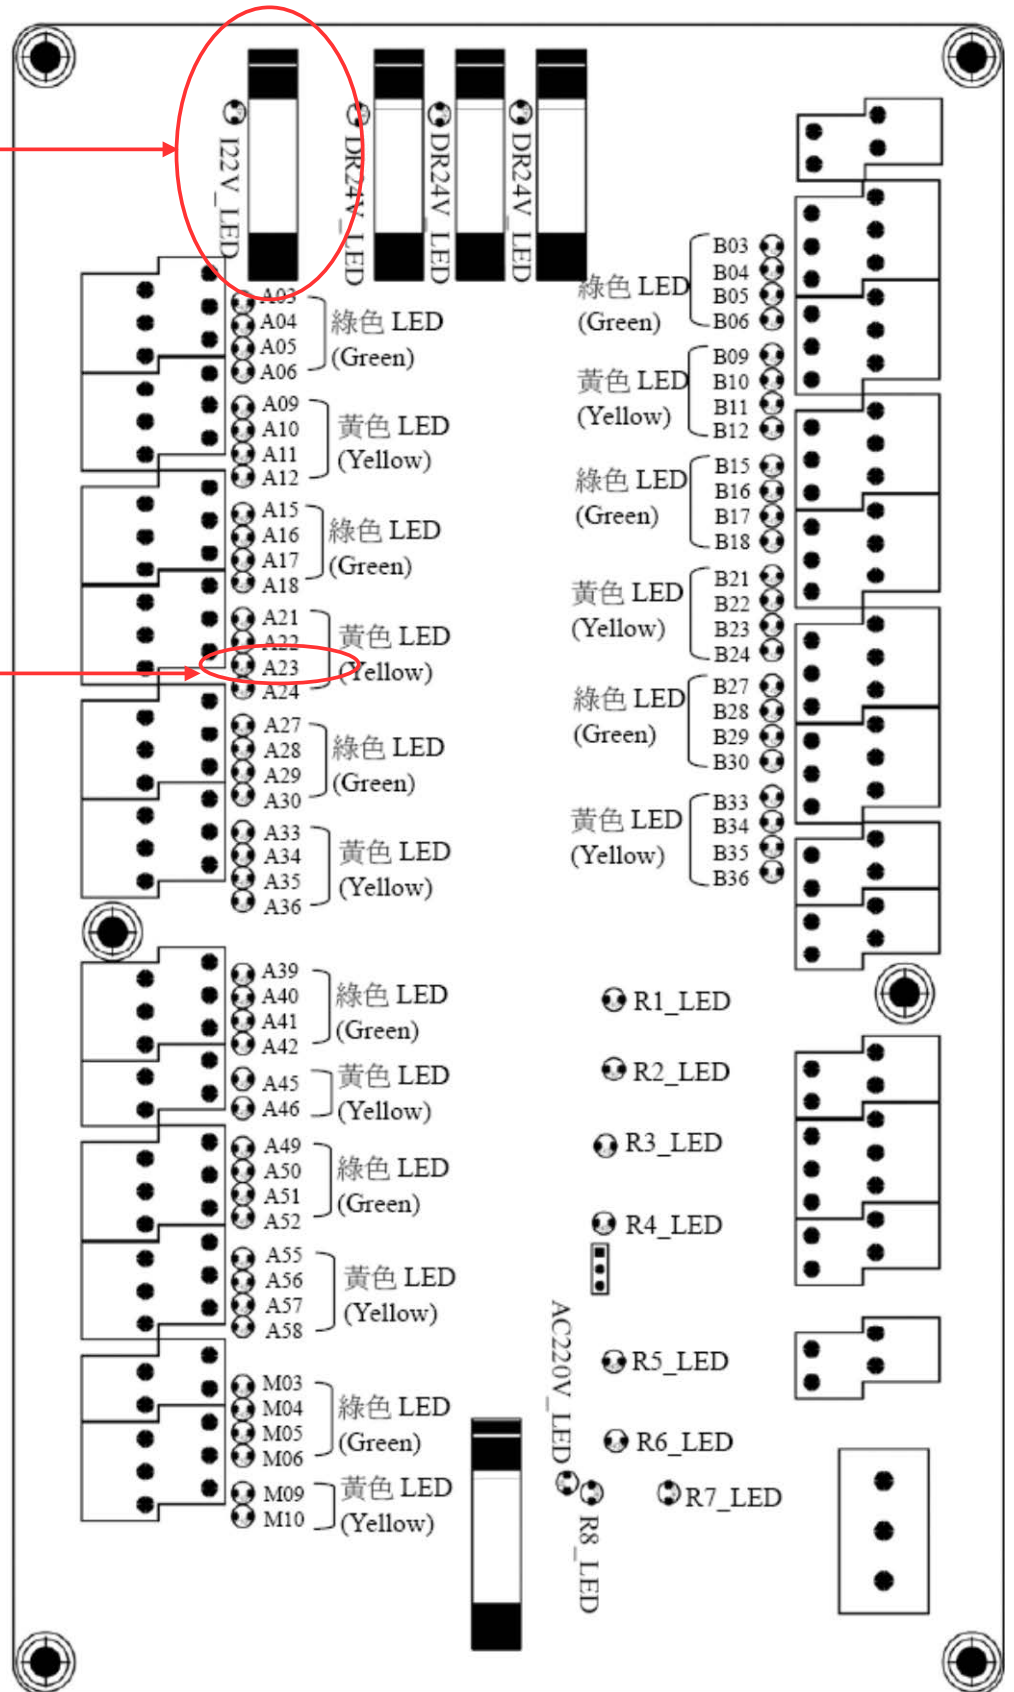 I22V_LED
DR24V_LED
DR24V_LED
DR24V_LED
A03
A04
A05
A06
綠色 LED
(Green)
A09
A10
A11
A12
黃色 LED
(Yellow)
A15
A16
A17
A18
綠色 LED
(Green)
A21
A22
A23
A24
黃色 LED
(Yellow)
A27
A28
A29
A30
綠色 LED
(Green)
A33
A34
A35
A36
黃色 LED
(Yellow)
A39
A40
A41
A42
綠色 LED
(Green)
A45
A46
黃色 LED
(Yellow)
A49
A50
A51
A52
綠色 LED
(Green)
A55
A56
A57
A58
黃色 LED
(Yellow)
M03
M04
M05
M06
綠色 LED
(Green)
M09
M10
黃色 LED
(Yellow)
綠色 LED
(Green)
B03
B04
B05
B06
黃色 LED
(Yellow)
B09
B10
B11
B12
綠色 LED
(Green)
B15
B16
B17
B18
黃色 LED
(Yellow)
B21
B22
B23
B24
綠色 LED
(Green)
B27
B28
B29
B30
黃色 LED
(Yellow)
B33
B34
B35
B36
R1_LED
R2_LED
R3_LED
R4_LED
AC220V_LED
R5_LED
R6_LED
R7_LED
R8_LED